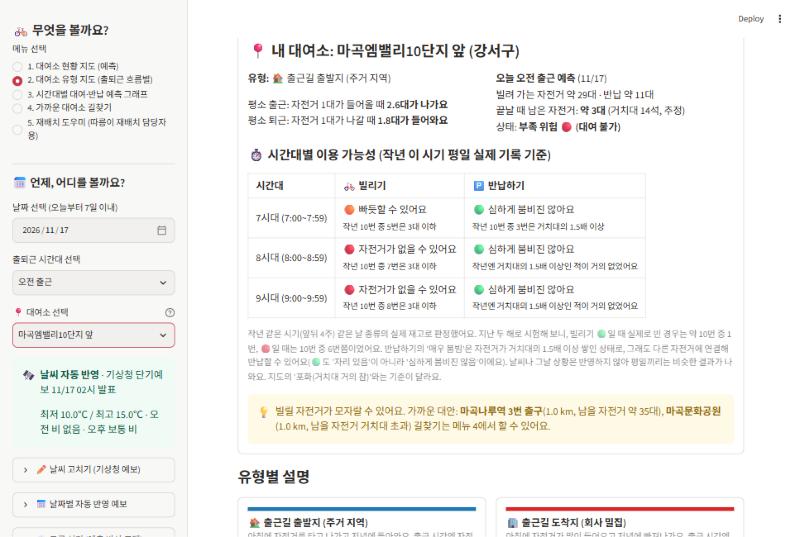 Deploy
🚲 무엇을 볼까요?
메뉴 선택
1. 대여소 현황 지도 (예측)
2. 대여소 유형 지도 (출퇴근 흐름별)
3. 시간대별 대여·반납 예측 그래프
4. 가까운 대여소 길찾기
5. 재배치 도우미 (따릉이 재배치 담당자
용)
📅 언제, 어디를 볼까요?
날짜 선택 (오늘부터 7일 이내)
2026 / 11 / 17
출퇴근 시간대 선택
오전 출근
📍 대여소 선택
마곡엠밸리10단지 앞
날씨 자동 반영 · 기상청 단기예
보 11/17 02시 발표
최저 10.0℃ / 최고 15.0℃ · 오
전 비 없음 · 오후 보통 비
날씨 고치기 (기상청 예보)
날짜별 자동 반영 예보
📍 내 대여소: 마곡엠밸리10단지 앞 (강서구)
유형: 🏠 출근길 출발지 (주거 지역)
평소 출근: 자전거 1대가 들어올 때 2.6대가 나가요
평소 퇴근: 자전거 1대가 나갈 때 1.8대가 들어와요
오늘 오전 출근 예측 (11/17)
빌려 가는 자전거 약 29대 · 반납 약 11대
끝날 때 남은 자전거: 약 3대 (거치대 14석, 추정)
상태: 부족 위험 🔴 (대여 불가)
⏱ 시간대별 이용 가능성 (작년 이 시기 평일 실제 기록 기준)
시간대 🚲 빌리기 🅿 반납하기
7시대 (7:00~7:59) 🟠 빠듯할 수 있어요 🟢 심하게 붐비진 않아요
작년 10번 중 5번은 3대 이하 작년 10번 중 3번은 거치대의 1.5배 이상
8시대 (8:00~8:59) 🔴 자전거가 없을 수 있어요 🟢 심하게 붐비진 않아요
작년 10번 중 7번은 3대 이하 작년엔 거치대의 1.5배 이상인 적이 거의 없었어요
9시대 (9:00~9:59) 🔴 자전거가 없을 수 있어요 🟢 심하게 붐비진 않아요
작년 10번 중 8번은 3대 이하 작년엔 거치대의 1.5배 이상인 적이 거의 없었어요
작년 같은 시기(앞뒤 4주) 같은 날 종류의 실제 재고로 판정했어요. 지난 두 해로 시험해 보니, 빌리기 🟢 일 때 실제로 빈 경우는 약 10번 중 1
번, 🔴 일 때는 10번 중 6번쯤이었어요. 반납하기의 '매우 붐빔'은 자전거가 거치대의 1.5배 이상 쌓인 상태로, 그래도 다른 자전거에 연결해
반납할 수 있어요( 🟢 도 '자리 있음'이 아니라 '심하게 붐비진 않음'이에요). 날씨나 그날 상황은 반영하지 않아 평일끼리는 비슷한 결과가 나
와요. 지도의 '포화(거치대 거의 참)'와는 기준이 달라요.
💡 빌릴 자전거가 모자랄 수 있어요. 가까운 대안: 마곡나루역 3번 출구(1.0 km, 남을 자전거 약 35대), 마곡문화공원
(1.0 km, 남을 자전거 거치대 초과) 길찾기는 메뉴 4에서 할 수 있어요.
유형별 설명
🏠 출근길 출발지 (주거 지역)
🏢 출근길 도착지 (회사 밀집)